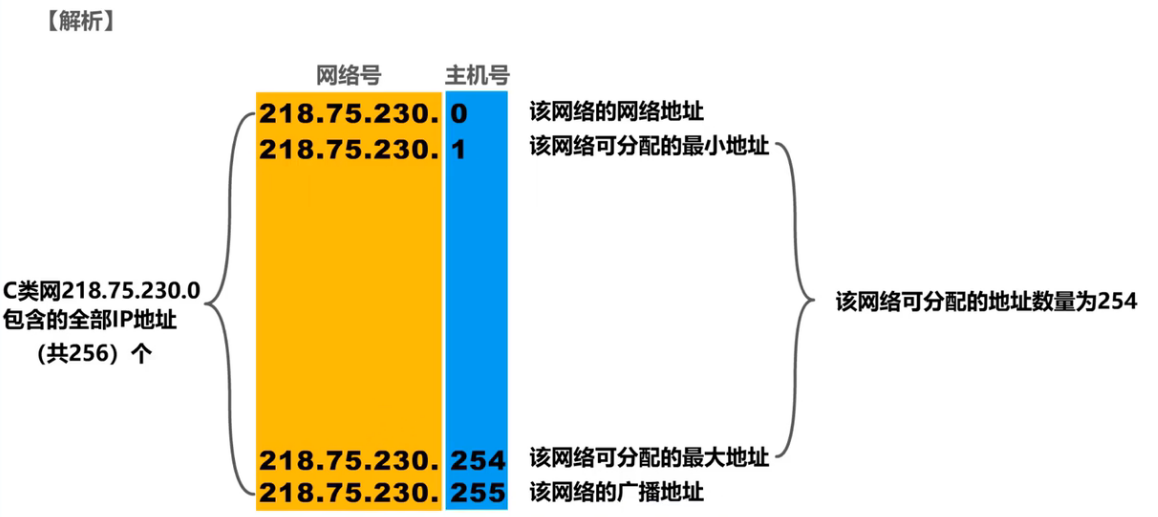 【解析】
网络号 主机号
218.75.230. 0 该网络的网络地址
218.75.230. 1 该网络可分配的最小地址
C类网218.75.230.0
包含的全部IP地址
（共256）个
该网络可分配的地址数量为254
218.75.230. 254 该网络可分配的最大地址
218.75.230. 255 该网络的广播地址